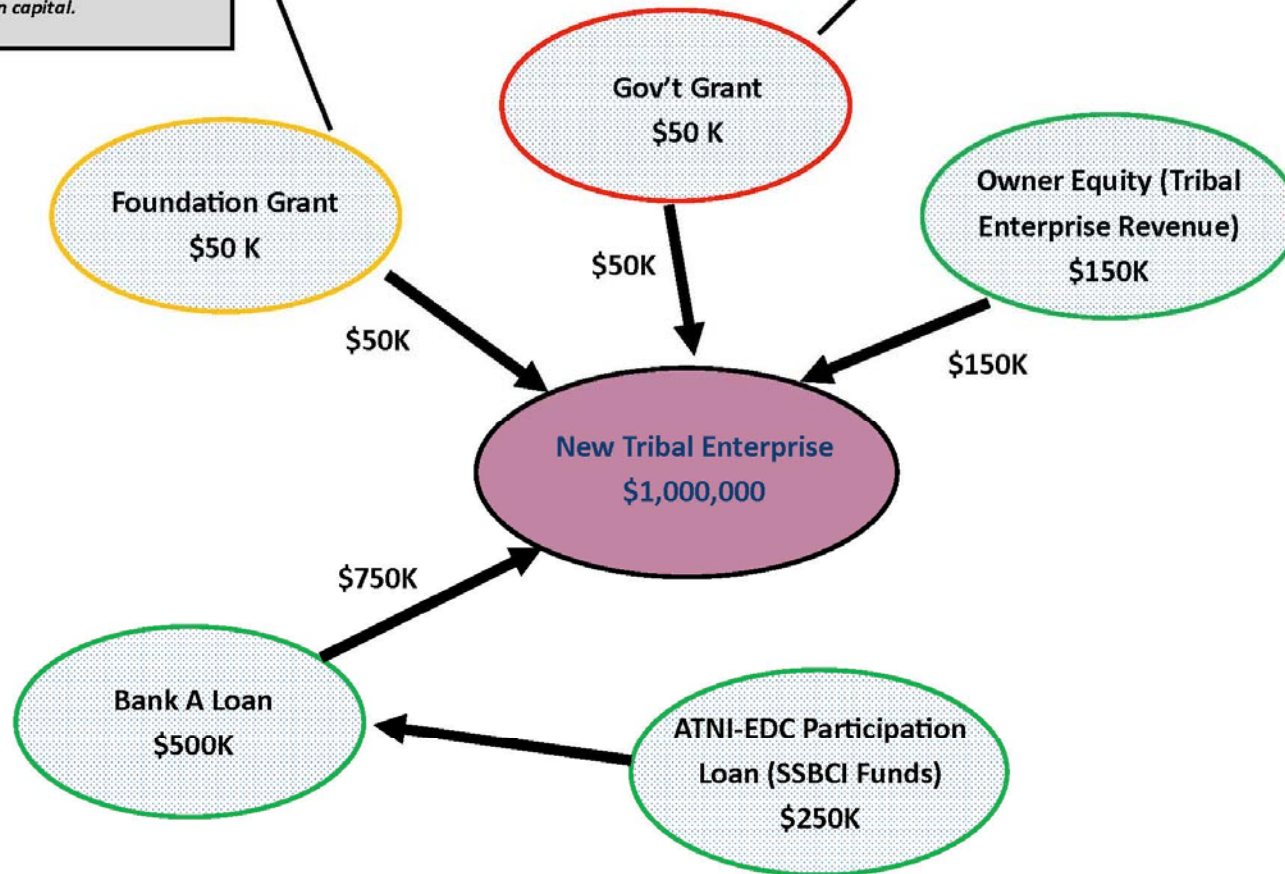 n capital.
Gov't Grant
$50 K
Foundation Grant
$50 K
Owner Equity (Tribal
Enterprise Revenue)
$150K
$50K
$50K
$150K
New Tribal Enterprise
$1,000,000
$750K
Bank A Loan
$500K
ATNI-EDC Participation
Loan (SSBCI Funds)
$250K